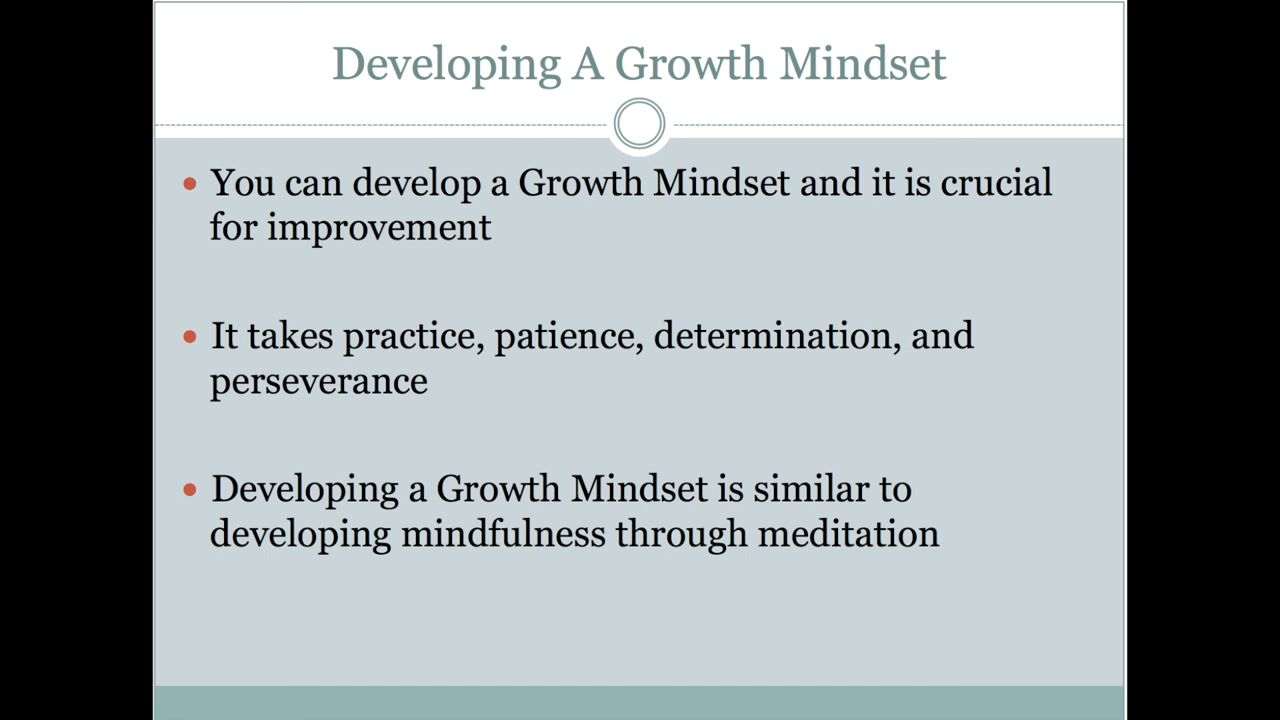 Developing A Growth Mindset
• You can develop a Growth Mindset and it is crucial
for improvement
• It takes practice, patience, determination, and
perseverance
• Developing a Growth Mindset is similar to
developing mindfulness through meditation